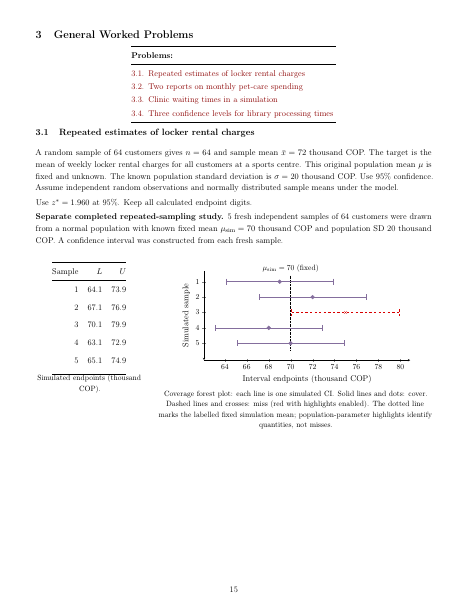 3 General Worked Problems
Problems:
3.1. Repeated estimates of locker rental charges
3.2. Two reports on monthly pet-care spending
3.3. Clinic waiting times in a simulation
3.4. Three confidence levels for library processing times
3.1 Repeated estimates of locker rental charges
A random sample of 64 customers gives n = 64 and sample mean x̄ = 72 thousand COP. The target is the
mean of weekly locker rental charges for all customers at a sports centre. This original population mean μ is
fixed and unknown. The known population standard deviation is σ = 20 thousand COP. Use 95% confidence.
Assume independent random observations and normally distributed sample means under the model.
Use z* = 1.960 at 95%. Keep all calculated endpoint digits.
Separate completed repeated-sampling study. 5 fresh independent samples of 64 customers were drawn
from a normal population with known fixed mean μsim = 70 thousand COP and population SD 20 thousand
COP. A confidence interval was constructed from each fresh sample.
Sample L U
1 64.1 73.9
2 67.1 76.9
3 70.1 79.9
4 63.1 72.9
5 65.1 74.9
Simulated endpoints (thousand
COP).
μsim = 70 (fixed)
Simulated sample
1
2
3
4
5
64 66 68 70 72 74 76 78 80
Interval endpoints (thousand COP)
Coverage forest plot: each line is one simulated CI. Solid lines and dots: cover.
Dashed lines and crosses: miss (red with highlights enabled). The dotted line
marks the labelled fixed simulation mean; population-parameter highlights identify
quantities, not misses.
15